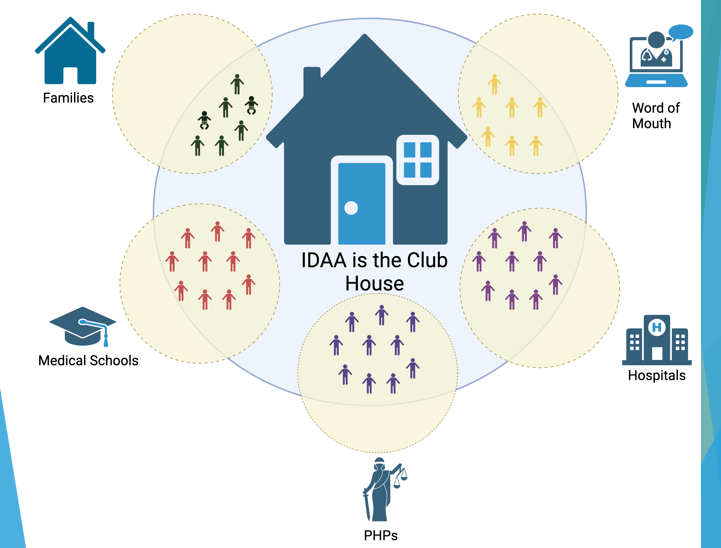 Families
Word of
Mouth
IDAA is the Club
House
Medical Schools
H
Hospitals
PHPs